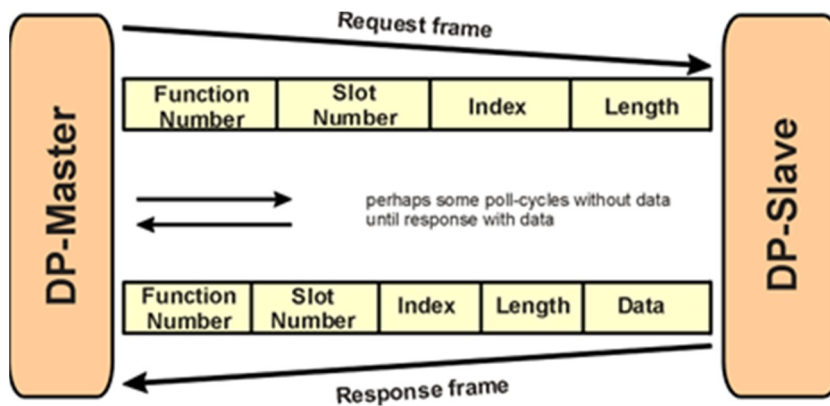 Request frame
DP-Master
DP-Slave
Function Number
Slot Number
Index
Length
perhaps some poll-cycles without data
until response with data
Function Number
Slot Number
Index
Length
Data
Response frame